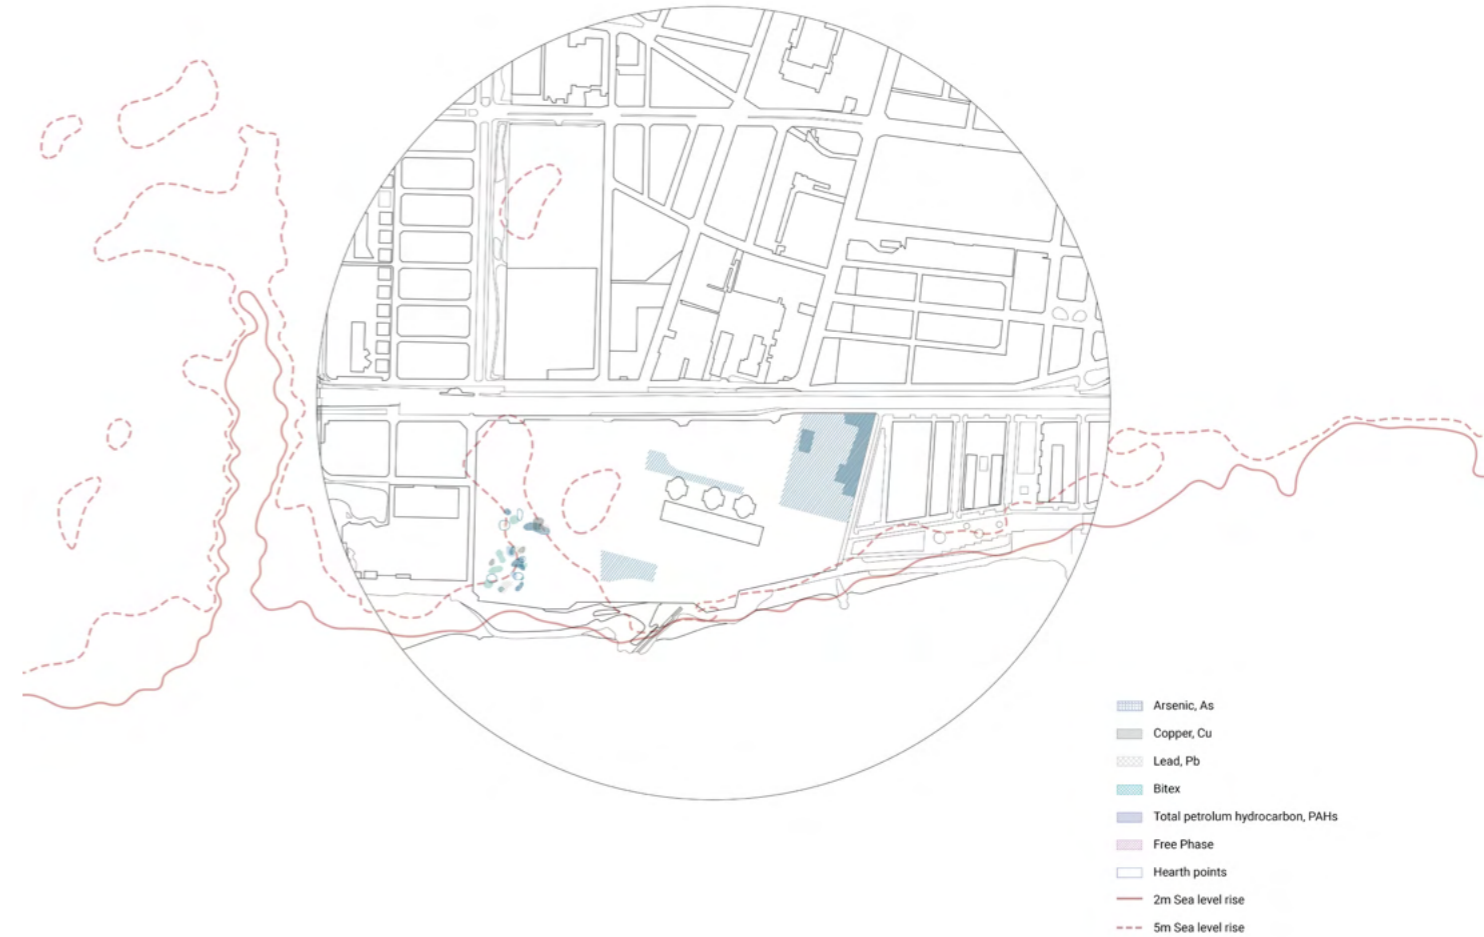 Arsenic, As
Copper, Cu
Lead, Pb
Bitex
Total petrolum hydrocarbon, PAHs
Free Phase
Hearth points
2m Sea level rise
5m Sea level rise